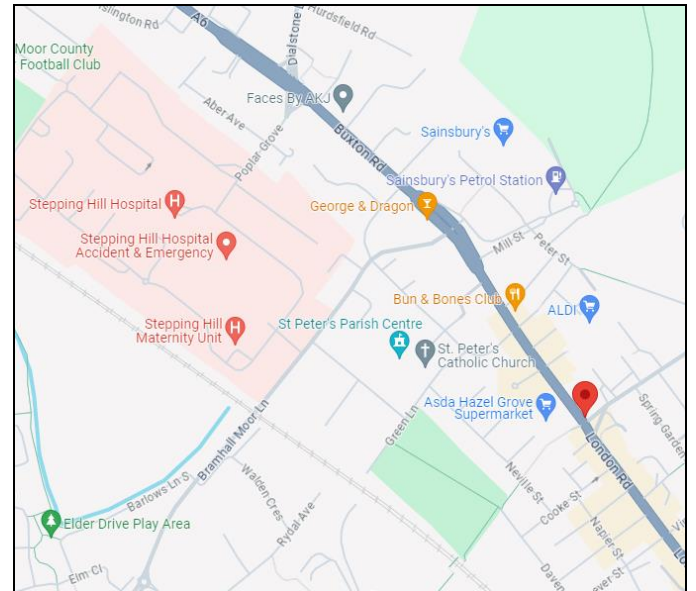 A6
Hurdsfield Rd
Moor County
Football Club
Faces By AKJ
Aber Ave
Poplar Grove
Buxton Rd
Sainsbury's
Sainsbury's Petrol Station
Stepping Hill Hospital
H
George & Dragon
Stepping Hill Hospital
Accident & Emergency
Mill St
Peter St
Bun & Bones Club
ALDI
Stepping Hill
Maternity Unit
H
St Peter's Parish Centre
St. Peter's
Catholic Church
Asda Hazel Grove
Supermarket
Spring Garden
Green Ln
London Rd
Bramhall Moor Ln
Barlows Ln S
Walden Cres
Rydal Ave
Neville St
Cooke St
Napier St
Elder Drive Play Area
Elm Cl